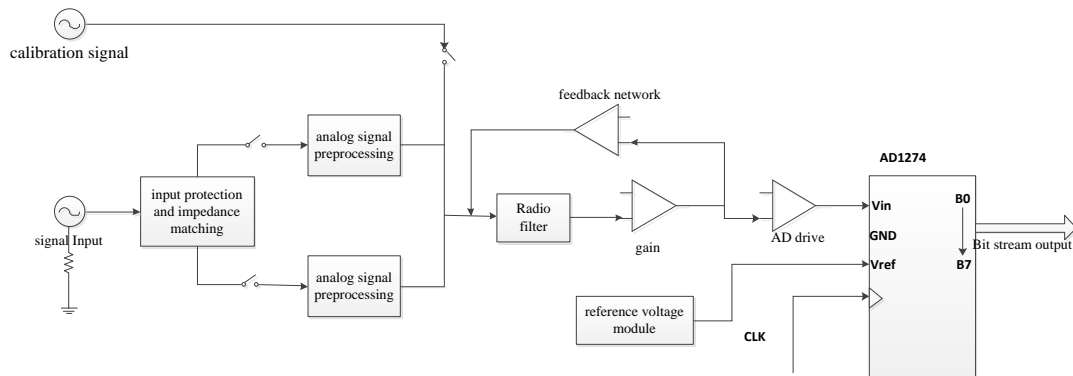 calibration signal
feedback network
analog signal
preprocessing
AD1274
input protection
and impedance
matching
Radio
filter
Vin
B0
signal Input
gain
AD drive
GND
Bit stream output
Vref
B7
analog signal
preprocessing
reference voltage
module
CLK